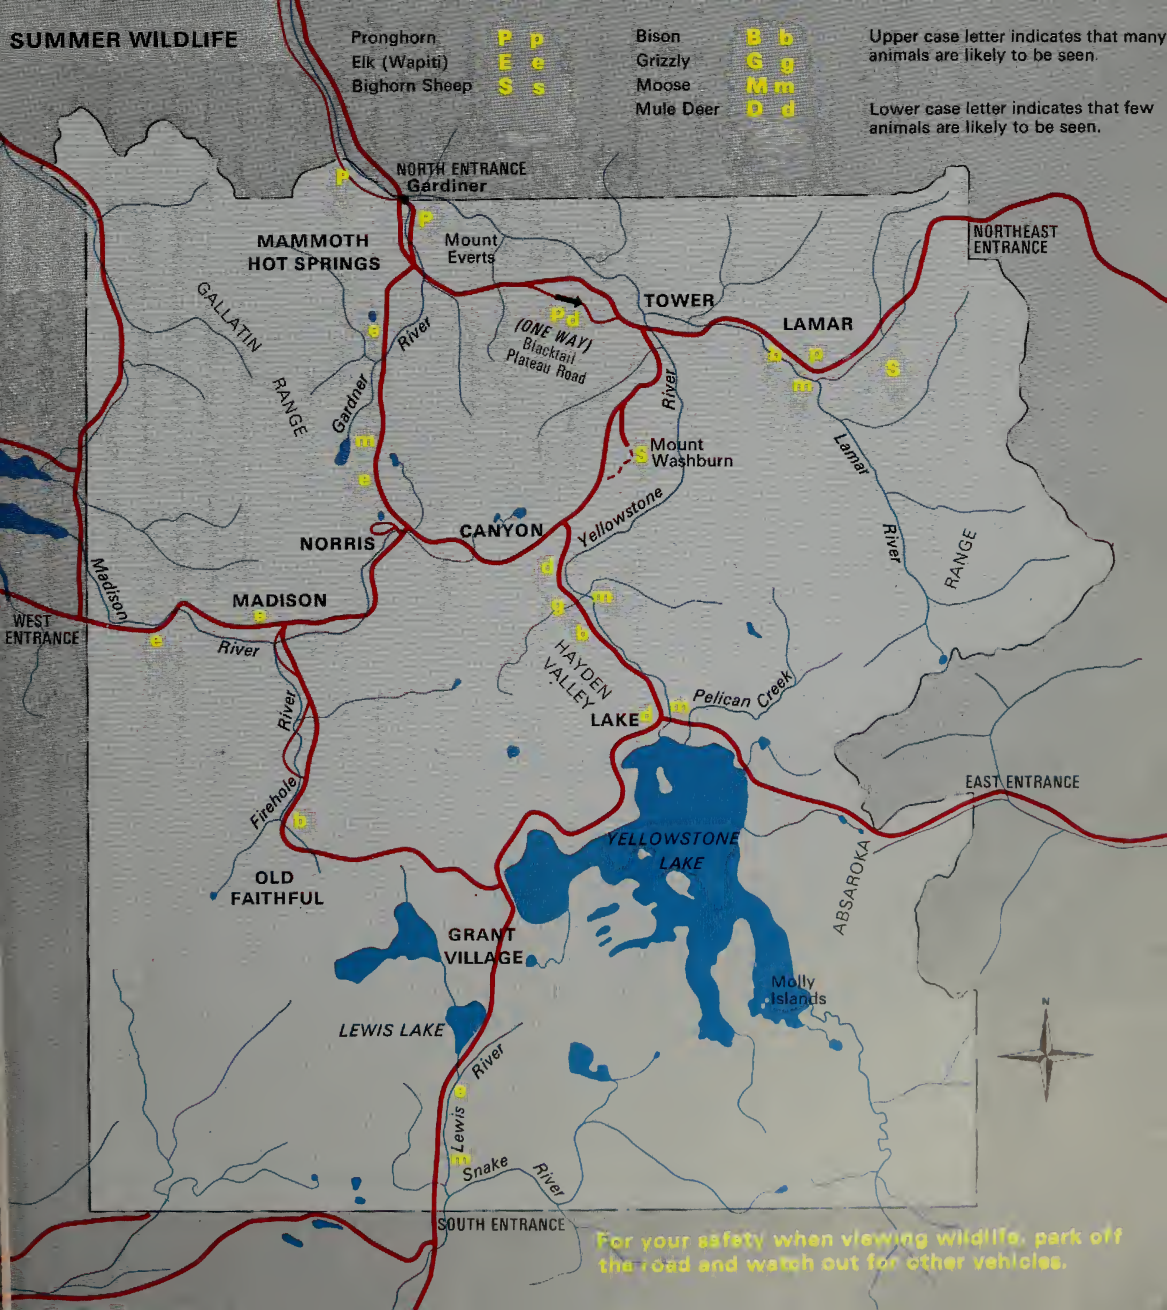 SUMMER WILDLIFE
Pronghorn P p
Elk (Wapiti) E e
Bighorn Sheep S s
Bison B b
Grizzly G g
Moose M m
Mule Deer D d
Upper case letter indicates that many
animals are likely to be seen.
Lower case letter indicates that few
animals are likely to be seen.
NORTH ENTRANCE
Gardiner
P
P
MAMMOTH
HOT SPRINGS
Mount
Everts
NORTHEAST
ENTRANCE
GALLATIN
RANGE
e
River
Gardner
P d
(ONE WAY)
Blacktail
Plateau Road
TOWER
LAMAR
p
m
S
River
m
e
S
Mount
Washburn
Lamar
River
RANGE
Yellowstone
CANYON
NORRIS
d
g
m
b
Madison
MADISON
e
WEST
ENTRANCE
e
River
HAYDEN
VALLEY
Pelican Creek
LAKE
d
m
River
Firehole
b
EAST ENTRANCE
YELLOWSTONE
LAKE
ABSAROKA
OLD
FAITHFUL
GRANT
VILLAGE
Molly
Islands
N
LEWIS LAKE
River
e
Lewis
m
Snake
River
SOUTH ENTRANCE
For your safety when viewing wildlife, park off
the road and watch out for other vehicles.